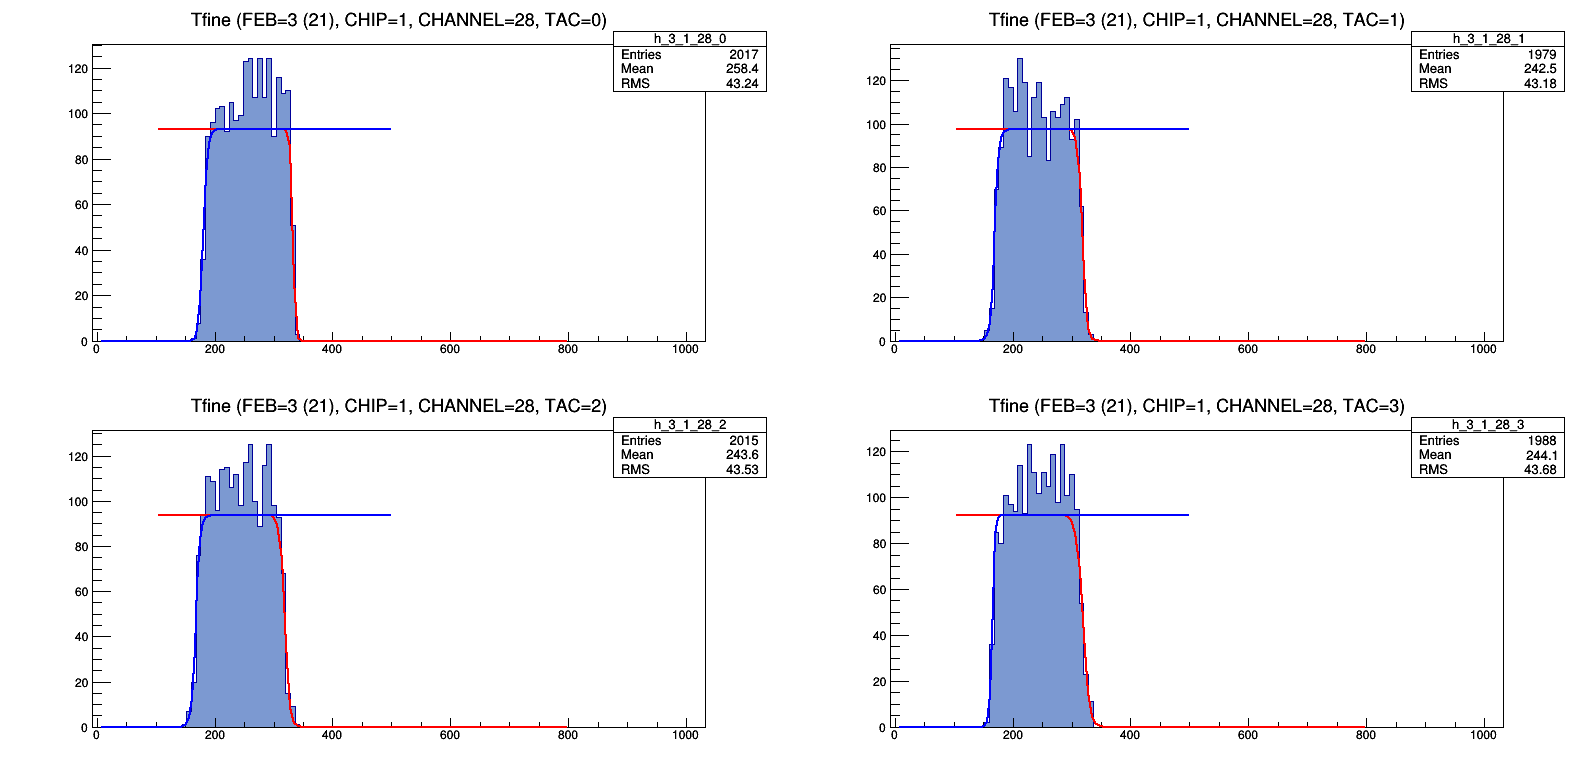 Tfine (FEB=3 (21), CHIP=1, CHANNEL=28, TAC=0)
h_3_1_28_0
Entries 2017
Mean 258.4
RMS 43.24
120
100
80
60
40
20
0
0 200 400 600 800 1000
Tfine (FEB=3 (21), CHIP=1, CHANNEL=28, TAC=1)
h_3_1_28_1
Entries 1979
Mean 242.5
RMS 43.18
120
100
80
60
40
20
0
0 200 400 600 800 1000
Tfine (FEB=3 (21), CHIP=1, CHANNEL=28, TAC=2)
h_3_1_28_2
Entries 2015
Mean 243.6
RMS 43.53
120
100
80
60
40
20
0
0 200 400 600 800 1000
Tfine (FEB=3 (21), CHIP=1, CHANNEL=28, TAC=3)
h_3_1_28_3
Entries 1988
Mean 244.1
RMS 43.68
120
100
80
60
40
20
0
0 200 400 600 800 1000